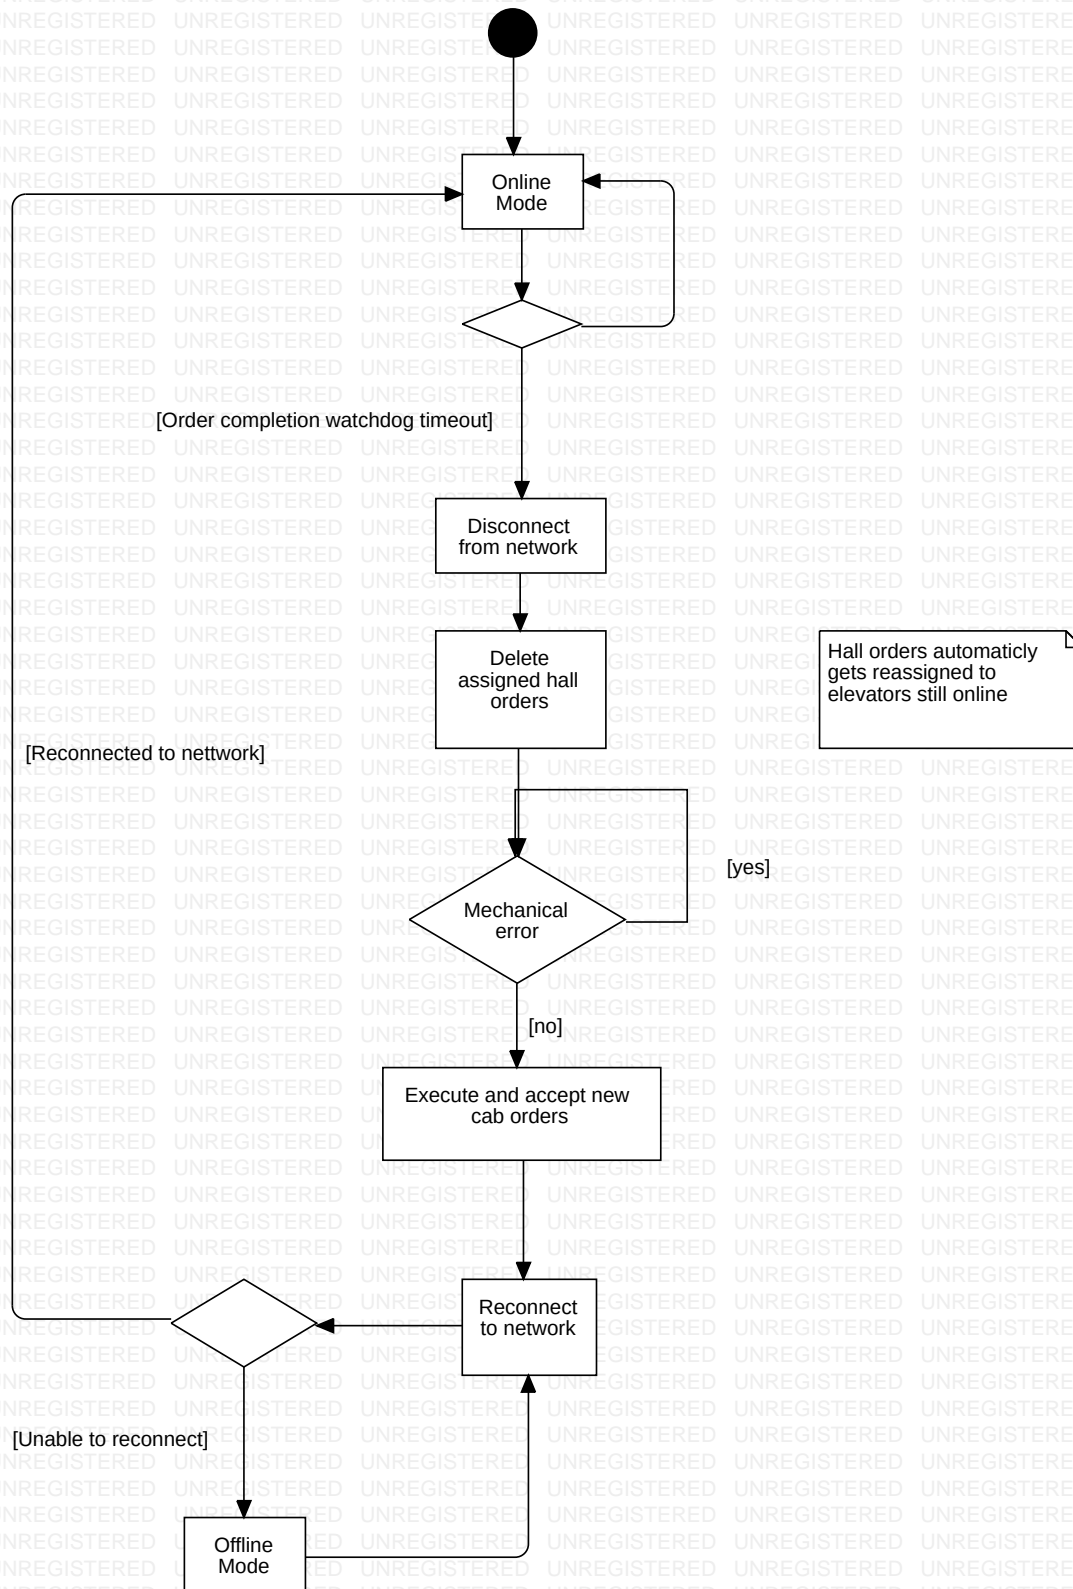 Online
Mode
[Order completion watchdog timeout]
Disconnect
from network
Delete
assigned hall
orders
Hall orders automaticly
gets reassigned to
elevators still online
[Reconnected to nettwork]
[yes]
Mechanical
error
[no]
Execute and accept new
cab orders
Reconnect
to network
[Unable to reconnect]
Offline
Mode
UNREGISTERED